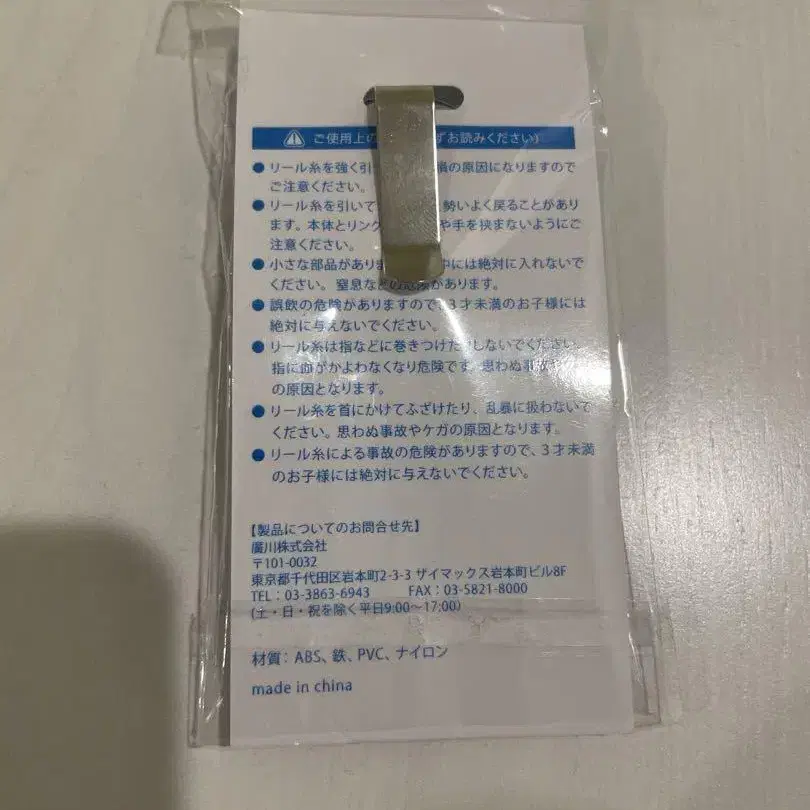 ご使用上の ずお読みください)
● リール糸を強く引 損の原因になりますので
ご注意ください。
● リール糸を引いて 勢いよく戻ることがあり
ます。本体とリング や手を挟まないようにご
注意ください。
● 小さな部品がありま 中には絶対に入れないで
ください。窒息などの危険があります。
● 誤飲の危険がありますので、3才未満のお子様には
絶対に与えないでください。
● リール糸は指などに巻きつけたりしないでください。
指に血がかよわなくなり危険です。思わぬ事故や
の原因となります。
● リール糸を首にかけてふざけたり、乱暴に扱わないで
ください。思わぬ事故やケガの原因となります。
● リール糸による事故の危険がありますので、3才未満
のお子様には絶対に与えないでください。
【製品についてのお問合せ先】
廣川株式会社
〒101-0032
東京都千代田区岩本町2-3-3 ザイマックス岩本町ビル8F
TEL:03-3863-6943 FAX:03-5821-8000
(土・日・祝を除く平日9:00〜17:00)
材質:ABS、鉄、PVC、ナイロン
made in china